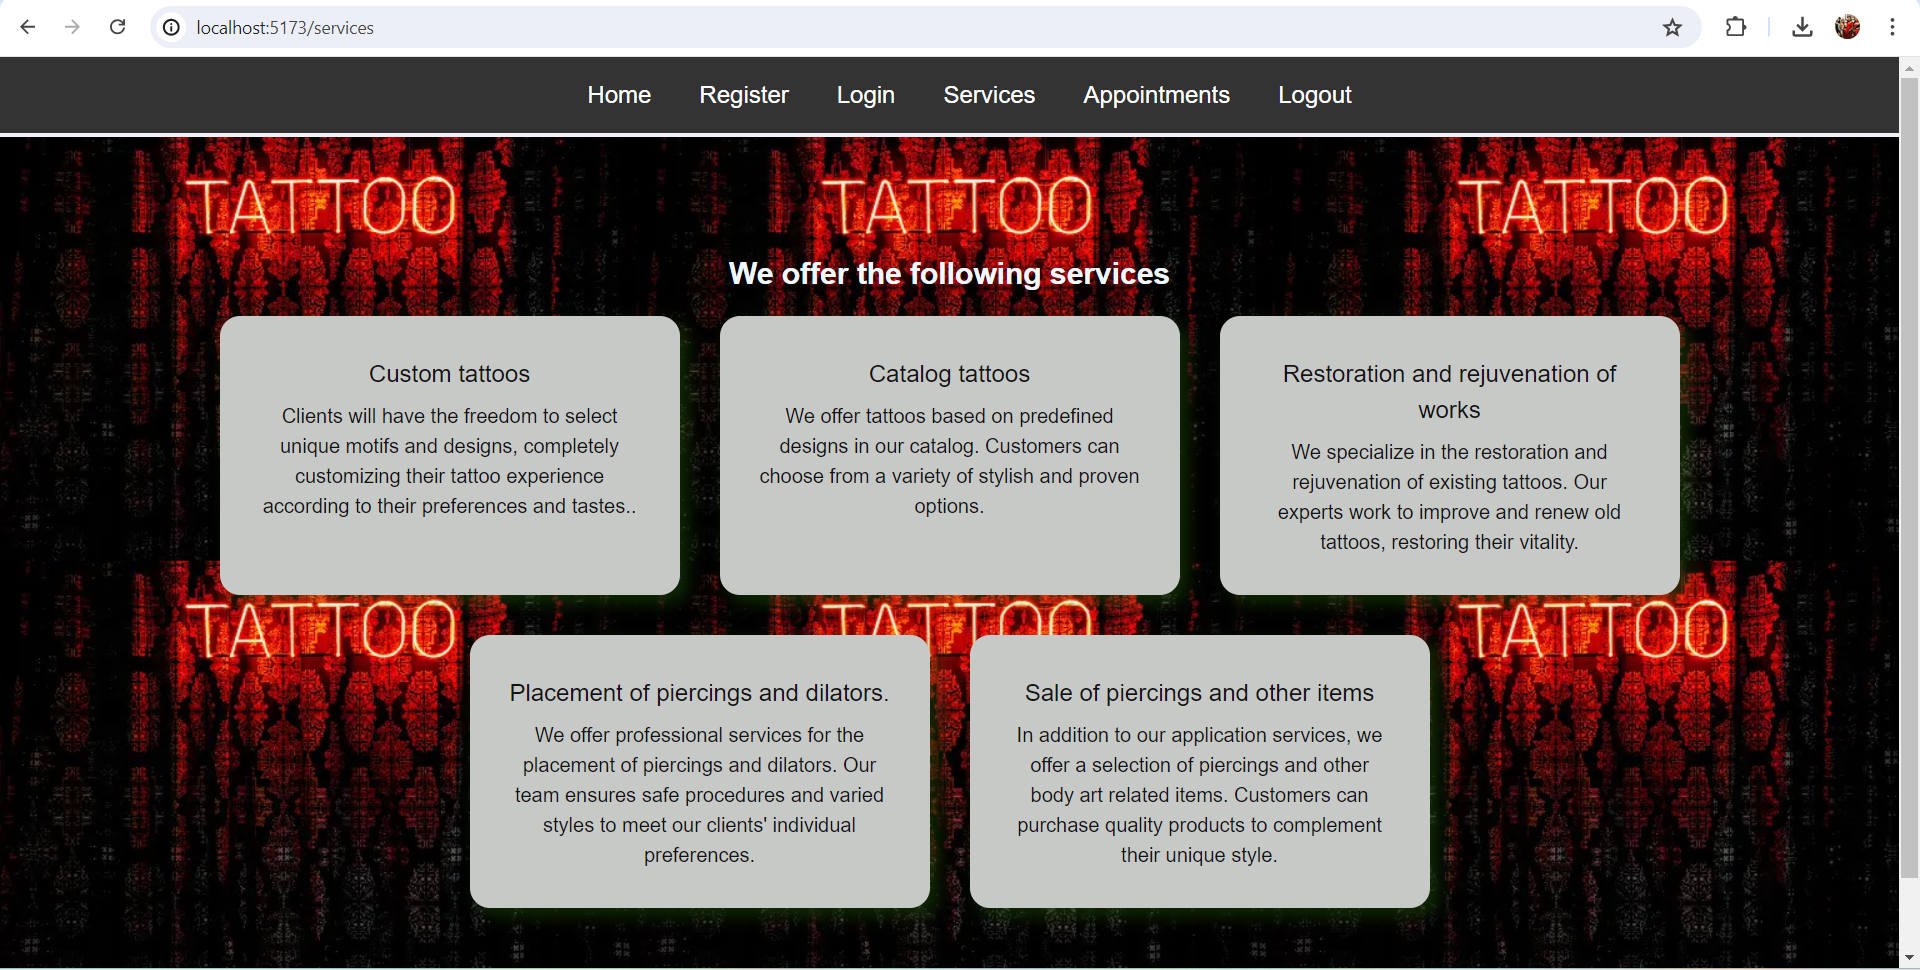 localhost:5173/services
Home Register Login Services Appointments Logout
TATTOO TATTOO TATTOO
We offer the following services
Custom tattoos
Clients will have the freedom to select
unique motifs and designs, completely
customizing their tattoo experience
according to their preferences and tastes..
Catalog tattoos
We offer tattoos based on predefined
designs in our catalog. Customers can
choose from a variety of stylish and proven
options.
Restoration and rejuvenation of
works
We specialize in the restoration and
rejuvenation of existing tattoos. Our
experts work to improve and renew old
tattoos, restoring their vitality.
TATTOO TATTOO TATTOO
Placement of piercings and dilators.
We offer professional services for the
placement of piercings and dilators. Our
team ensures safe procedures and varied
styles to meet our clients' individual
preferences.
Sale of piercings and other items
In addition to our application services, we
offer a selection of piercings and other
body art related items. Customers can
purchase quality products to complement
their unique style.